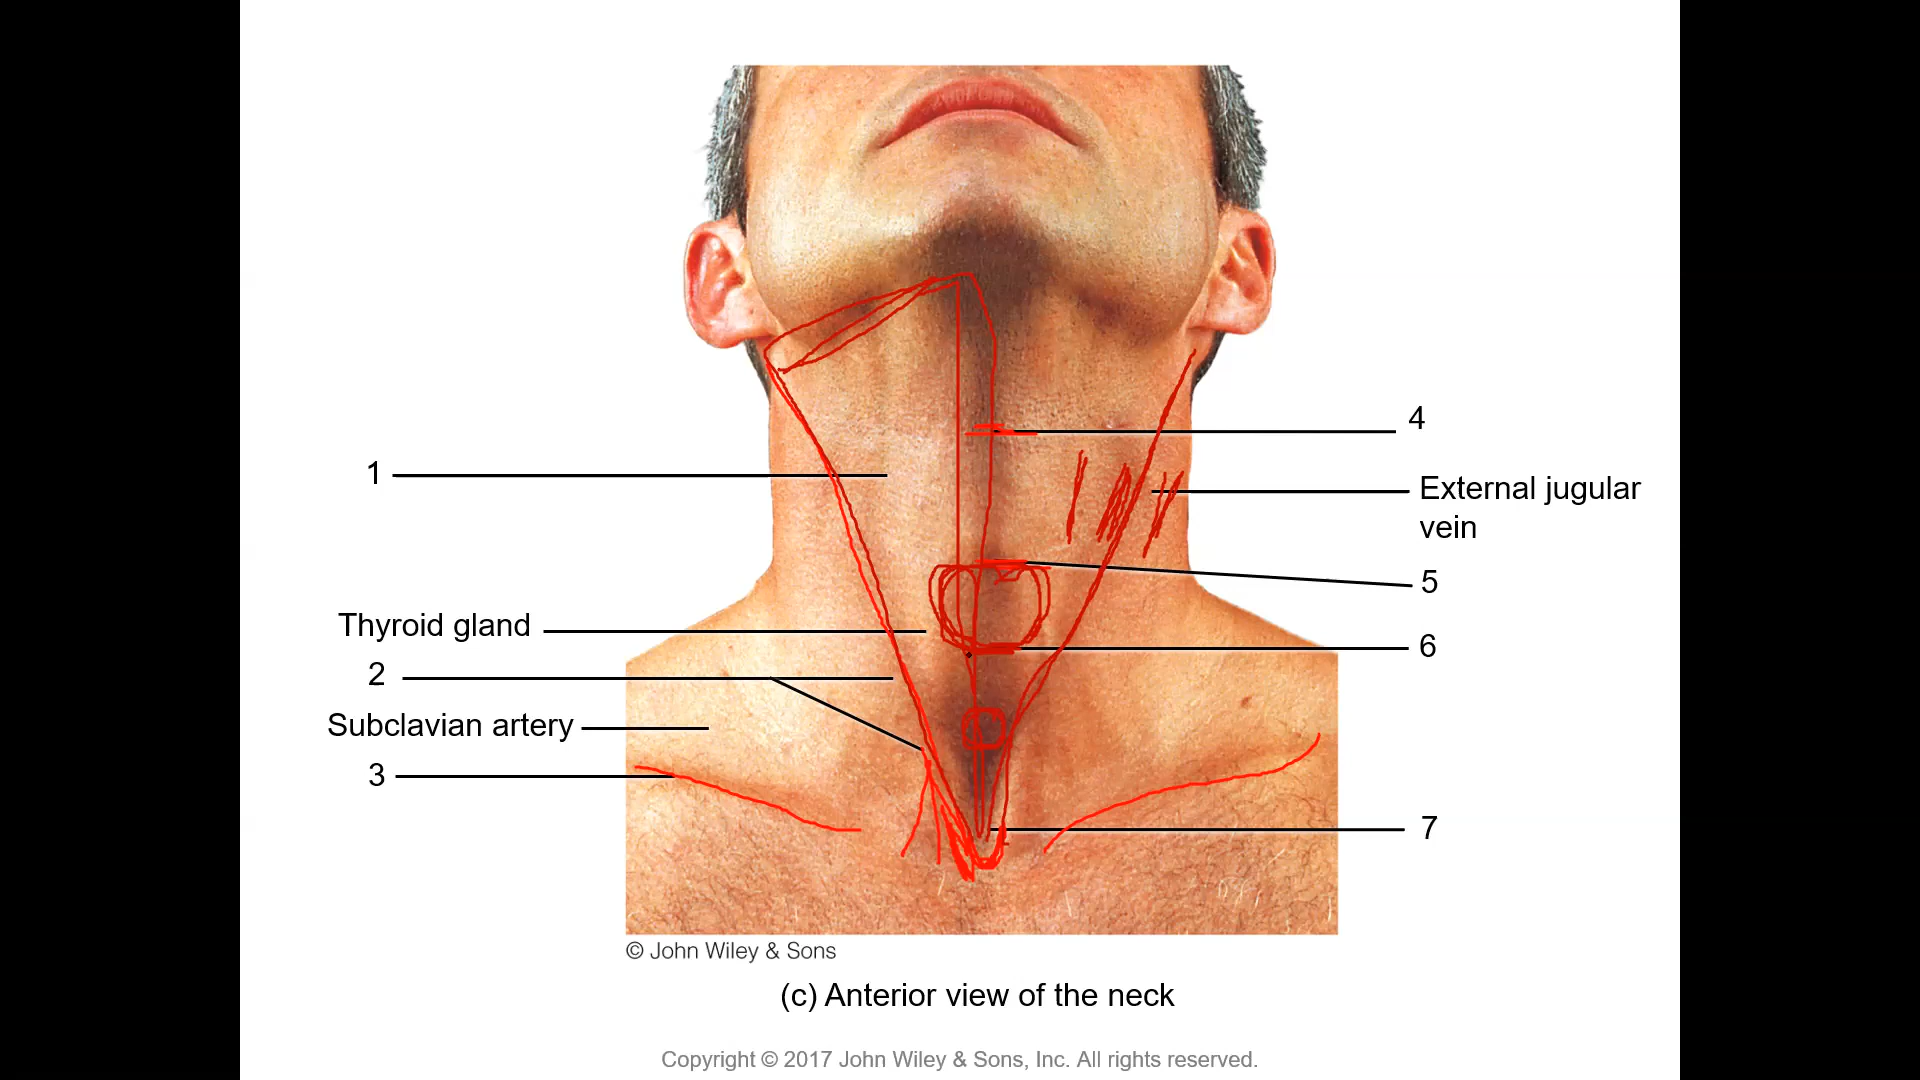 4
1
External jugular
vein
5
Thyroid gland
6
2
Subclavian artery
3
7
© John Wiley & Sons
(c) Anterior view of the neck
Copyright © 2017 John Wiley & Sons, Inc. All rights reserved.